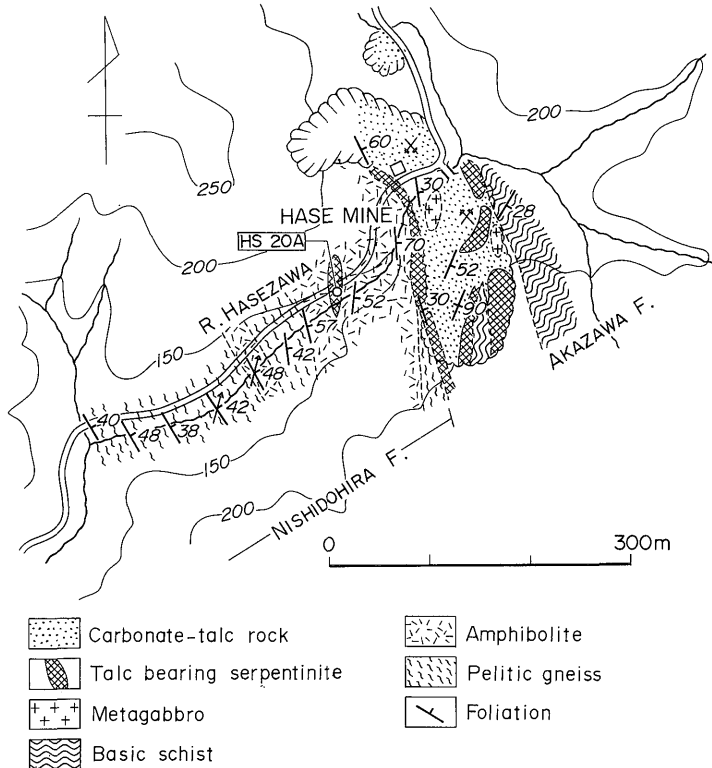 200
60
250
30
28
HASE MINE
HS 20A
70
200
52
R. HASEZAWA
52
30
90
57
AKAZAWA F.
150
42
48
42
40
48
38
150
200
NISHIDOHIRA F.
0 300m
Carbonate-talc rock
Talc bearing serpentinite
Metagabbro
Basic schist
Amphibolite
Pelitic gneiss
Foliation